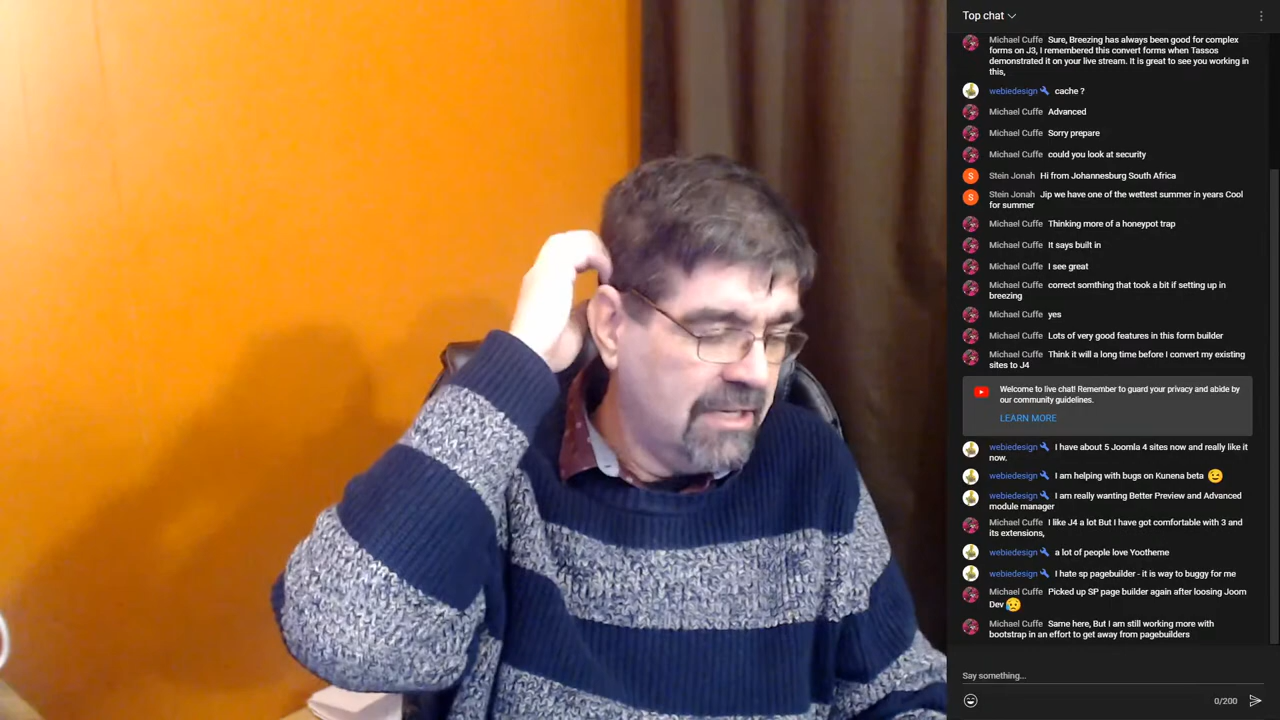 Top chat
Michael Cuffe Sure, Breezing has always been good for complex
forms on J3, I remembered this convert forms when Tassos
demonstrated it on your live stream. It is great to see you working in
this,
webiedesign cache ?
Michael Cuffe Advanced
Michael Cuffe Sorry prepare
Michael Cuffe could you look at security
Stein Jonah Hi from Johannesburg South Africa
Stein Jonah Jip we have one of the wettest summer in years Cool
for summer
Michael Cuffe Thinking more of a honeypot trap
Michael Cuffe It says built in
Michael Cuffe I see great
Michael Cuffe correct somthing that took a bit if setting up in
breezing
Michael Cuffe yes
Michael Cuffe Lots of very good features in this form builder
Michael Cuffe Think it will a long time before I convert my existing
sites to J4
Welcome to live chat! Remember to guard your privacy and abide by
our community guidelines.
LEARN MORE
webiedesign I have about 5 Joomla 4 sites now and really like it
now.
webiedesign I am helping with bugs on Kunena beta 😉
webiedesign I am really wanting Better Preview and Advanced
module manager
Michael Cuffe I like J4 a lot But I have got comfortable with 3 and
its extensions,
webiedesign a lot of people love Yootheme
webiedesign I hate sp pagebuilder - it is way to buggy for me
Michael Cuffe Picked up SP page builder again after loosing Joom
Dev 😥
Michael Cuffe Same here, But I am still working more with
bootstrap in an effort to get away from pagebuilders
Say something...
0/200
S
S